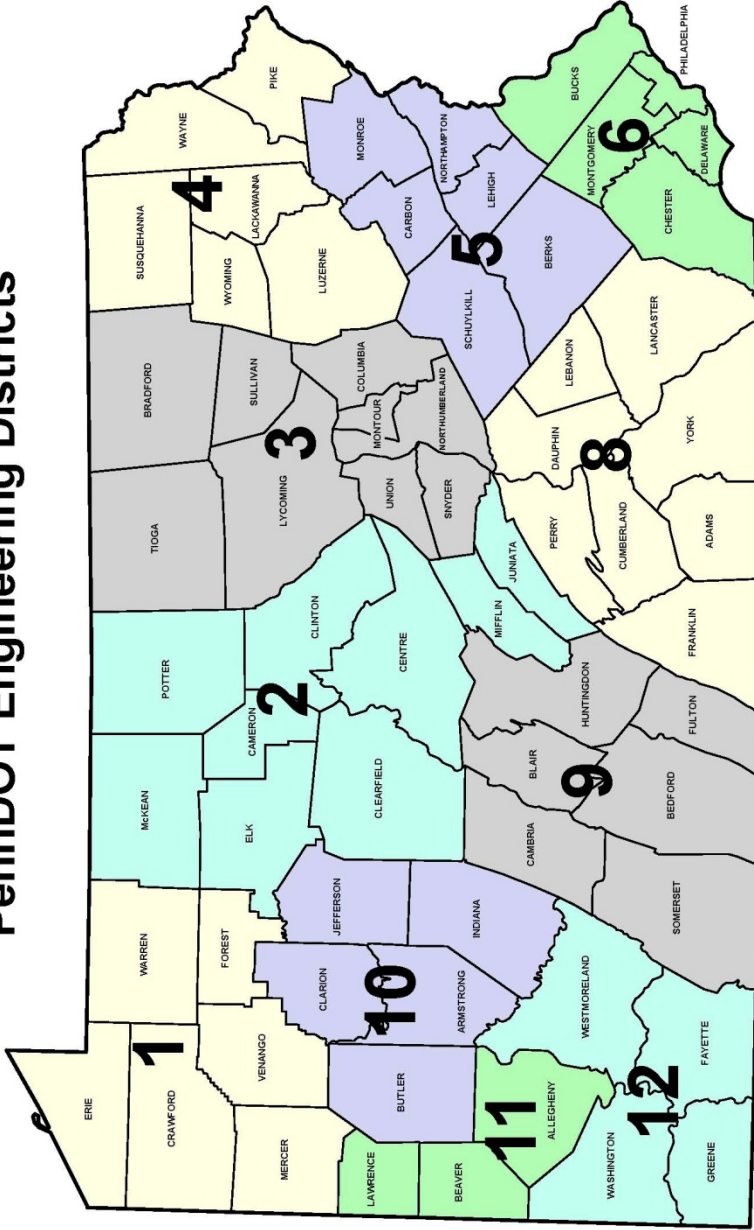 PennDOT Engineering Districts
ERIE
CRAWFORD
1
WARREN
FOREST
VENANGO
MERCER
McKEAN
POTTER
ELK
CAMERON
2
CLINTON
CLEARFIELD
CENTRE
MIFFLIN
JUNIATA
TIOGA
BRADFORD
SULLIVAN
LYCOMING
3
COLUMBIA
MONTOUR
NORTHUMBERLAND
UNION
SNYDER
SUSQUEHANNA
WAYNE
4
WYOMING
LACKAWANNA
PIKE
LUZERNE
MONROE
CARBON
NORTHAMPTON
LEHIGH
5
SCHUYLKILL
BERKS
BUCKS
MONTGOMERY
6
PHILADELPHIA
DELAWARE
CHESTER
LEBANON
LANCASTER
DAUPHIN
8
PERRY
CUMBERLAND
YORK
ADAMS
FRANKLIN
HUNTINGDON
BLAIR
9
CAMBRIA
FULTON
BEDFORD
SOMERSET
JEFFERSON
CLARION
INDIANA
10
ARMSTRONG
BUTLER
LAWRENCE
BEAVER
11
ALLEGHENY
WESTMORELAND
12
WASHINGTON
FAYETTE
GREENE